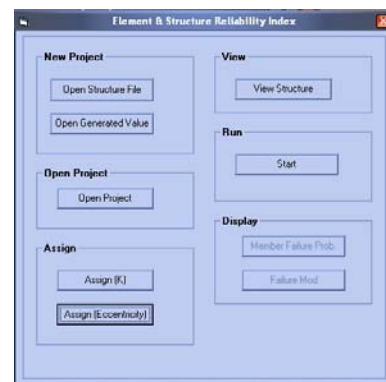 Element & Structure Reliability Index
New Project
Open Structure File
Open Generated Value
Open Project
Open Project
Assign
Assign (K)
Assign (Eccentricity)
View
View Structure
Run
Start
Display
Member Failure Prob
Failure Mod